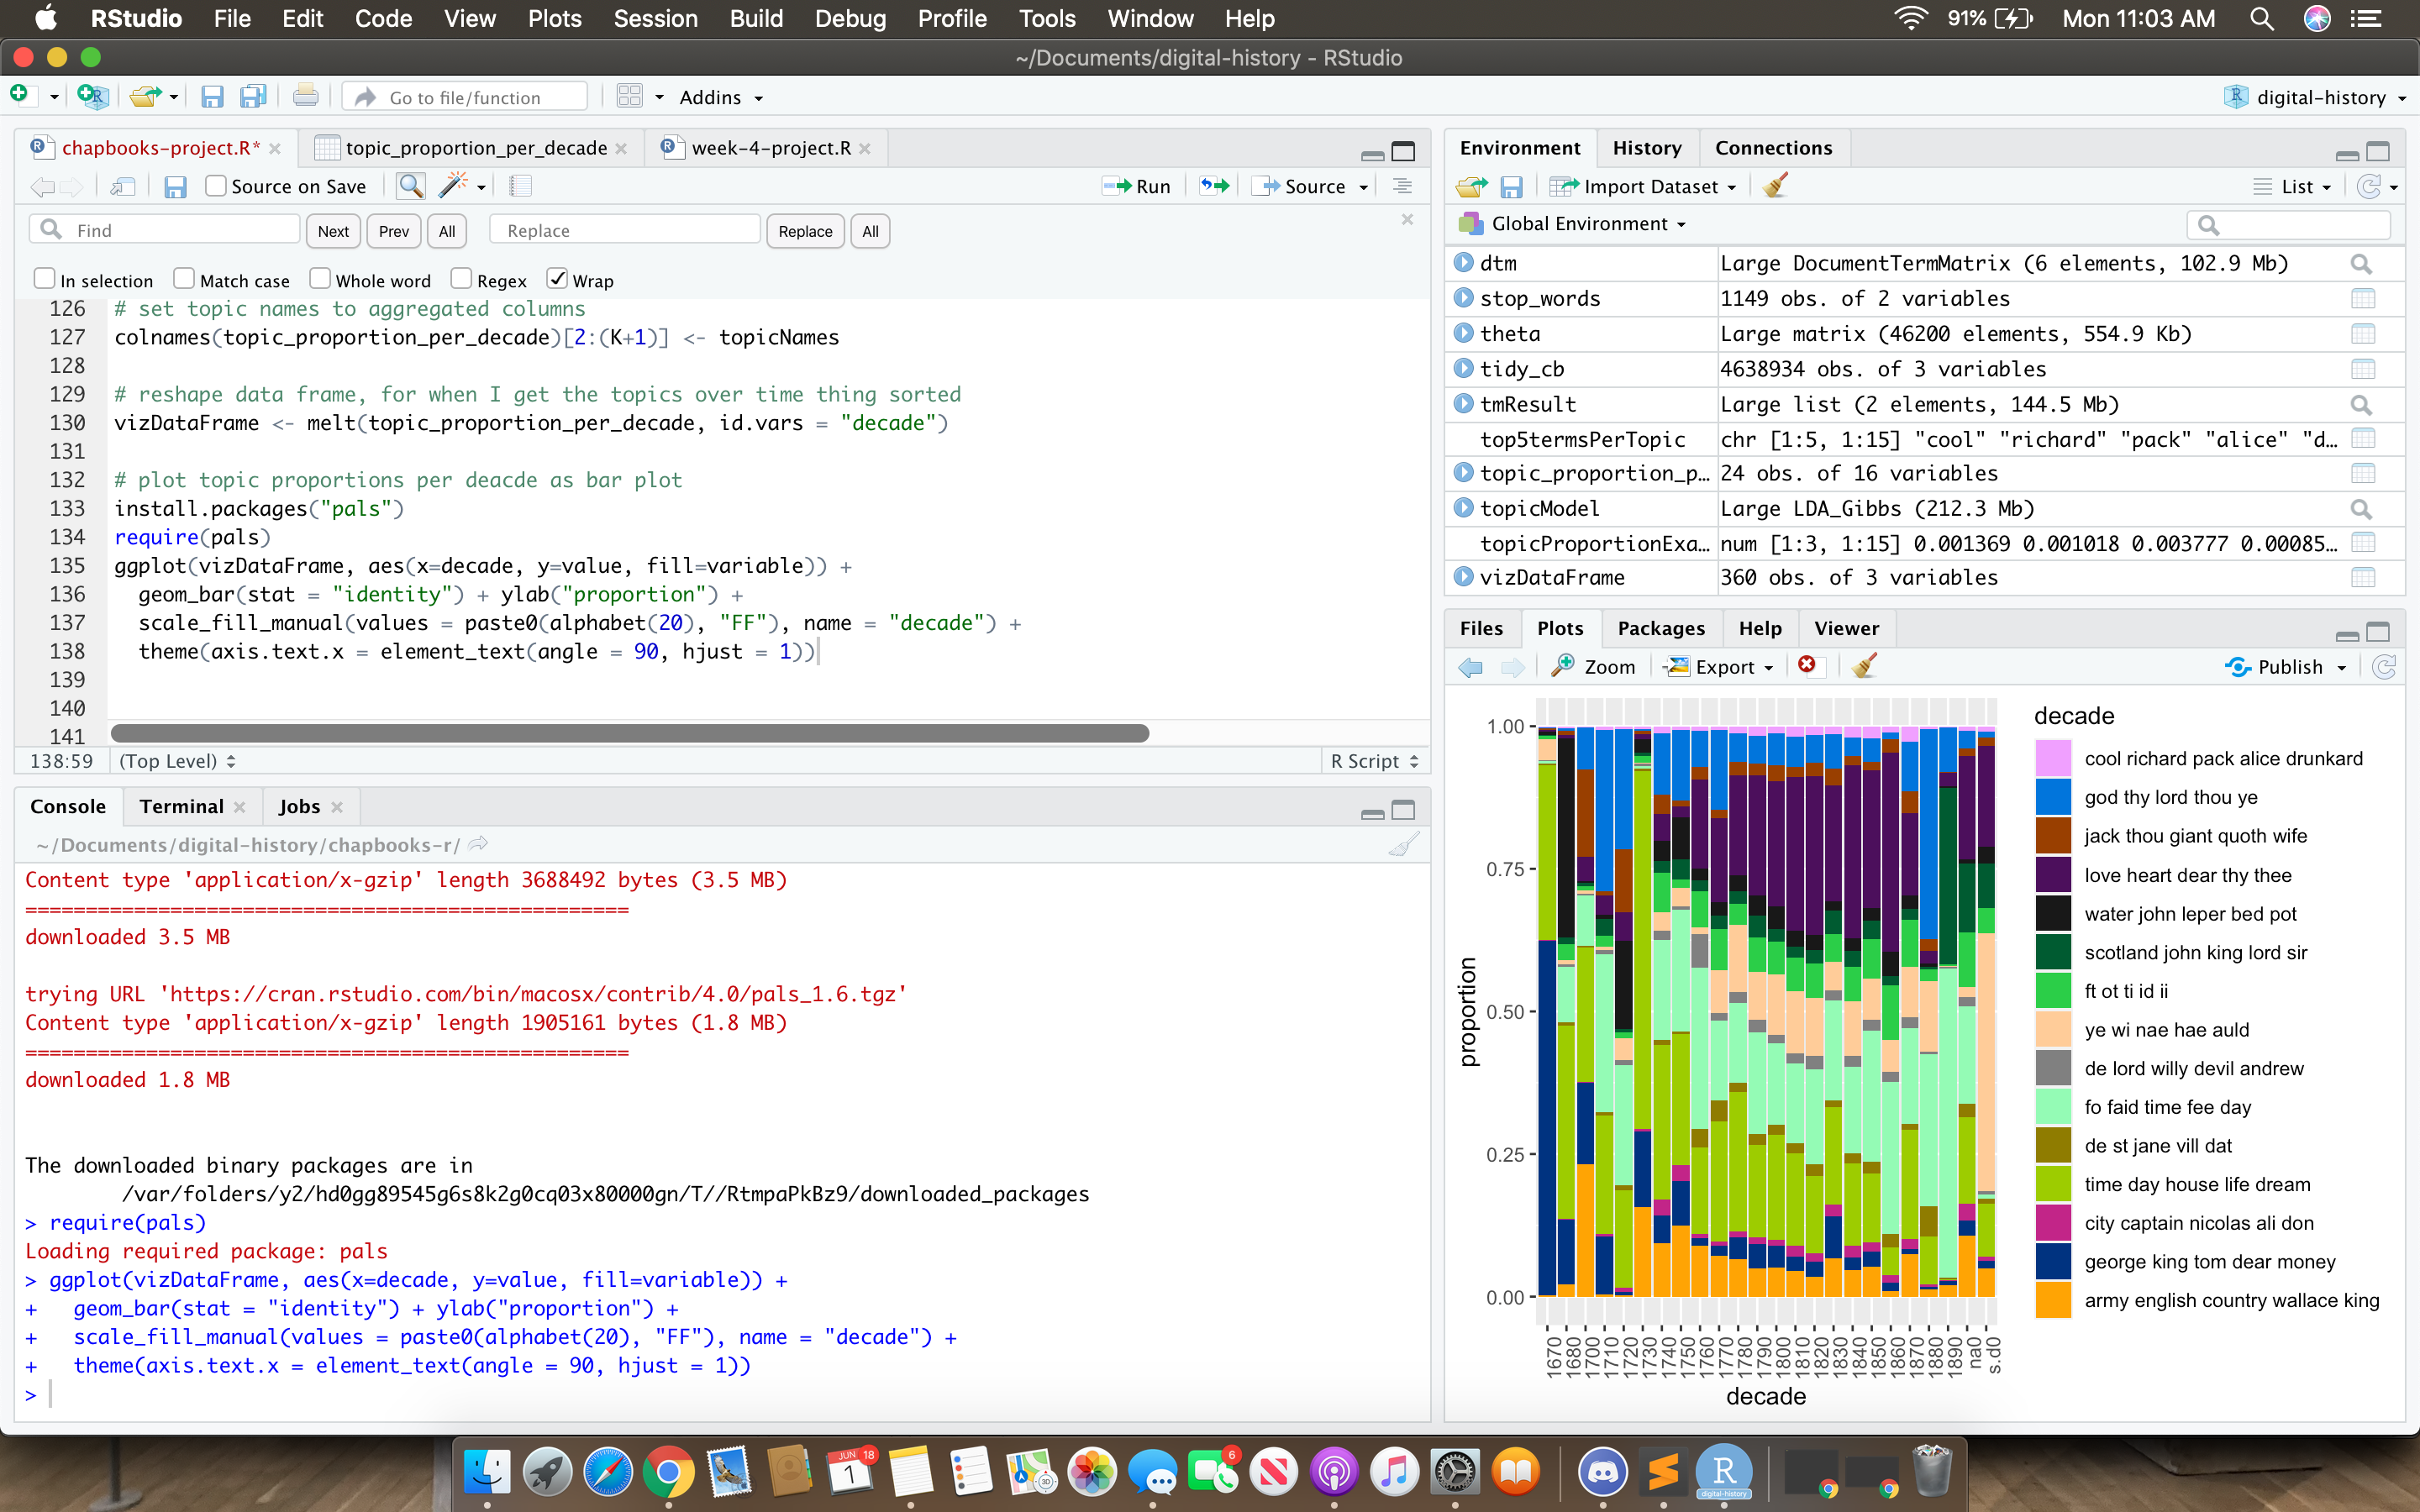 RStudio File Edit Code View Plots Session Build Debug Profile Tools Window Help 91% Mon 11:03 AM
~/Documents/digital-history - RStudio
Go to file/function Addins digital-history
chapbooks-project.R* topic_proportion_per_decade week-4-project.R
Source on Save Run Source
Find Next Prev All Replace Replace All
In selection Match case Whole word Regex Wrap
126 # set topic names to aggregated columns
127 colnames(topic_proportion_per_decade)[2:(K+1)] <- topicNames
128
129 # reshape data frame, for when I get the topics over time thing sorted
130 vizDataFrame <- melt(topic_proportion_per_decade, id.vars = "decade")
131
132 # plot topic proportions per deacde as bar plot
133 install.packages("pals")
134 require(pals)
135 ggplot(vizDataFrame, aes(x=decade, y=value, fill=variable)) +
136 geom_bar(stat = "identity") + ylab("proportion") +
137 scale_fill_manual(values = paste0(alphabet(20), "FF"), name = "decade") +
138 theme(axis.text.x = element_text(angle = 90, hjust = 1))
139
140
141
138:59 (Top Level) R Script
Console Terminal Jobs
~/Documents/digital-history/chapbooks-r/
Content type 'application/x-gzip' length 3688492 bytes (3.5 MB)
==================================================
downloaded 3.5 MB
trying URL 'https://cran.rstudio.com/bin/macosx/contrib/4.0/pals_1.6.tgz'
Content type 'application/x-gzip' length 1905161 bytes (1.8 MB)
==================================================
downloaded 1.8 MB
The downloaded binary packages are in
/var/folders/y2/hd0gg89545g6s8k2g0cq03x80000gn/T//RtmpaPkBz9/downloaded_packages
> require(pals)
Loading required package: pals
> ggplot(vizDataFrame, aes(x=decade, y=value, fill=variable)) +
+ geom_bar(stat = "identity") + ylab("proportion") +
+ scale_fill_manual(values = paste0(alphabet(20), "FF"), name = "decade") +
+ theme(axis.text.x = element_text(angle = 90, hjust = 1))
>
Environment History Connections
Import Dataset List
Global Environment
dtm Large DocumentTermMatrix (6 elements, 102.9 Mb)
stop_words 1149 obs. of 2 variables
theta Large matrix (46200 elements, 554.9 Kb)
tidy_cb 4638934 obs. of 3 variables
tmResult Large list (2 elements, 144.5 Mb)
top5termsPerTopic chr [1:5, 1:15] "cool" "richard" "pack" "alice" "d…
topic_proportion_p… 24 obs. of 16 variables
topicModel Large LDA_Gibbs (212.3 Mb)
topicProportionExa… num [1:3, 1:15] 0.001369 0.001018 0.003777 0.00085…
vizDataFrame 360 obs. of 3 variables
Files Plots Packages Help Viewer
Zoom Export Publish
1.00
0.75
0.50
0.25
0.00
proportion
1670
1680
1700
1710
1720
1730
1740
1750
1760
1770
1780
1790
1800
1810
1820
1830
1840
1850
1860
1870
1880
1890
na0
s.d0
decade
decade
cool richard pack alice drunkard
god thy lord thou ye
jack thou giant quoth wife
love heart dear thy thee
water john leper bed pot
scotland john king lord sir
ft ot ti id ii
ye wi nae hae auld
de lord willy devil andrew
fo faid time fee day
de st jane vill dat
time day house life dream
city captain nicolas ali don
george king tom dear money
army english country wallace king
JUN 18
1
3D
6
R
digital-history